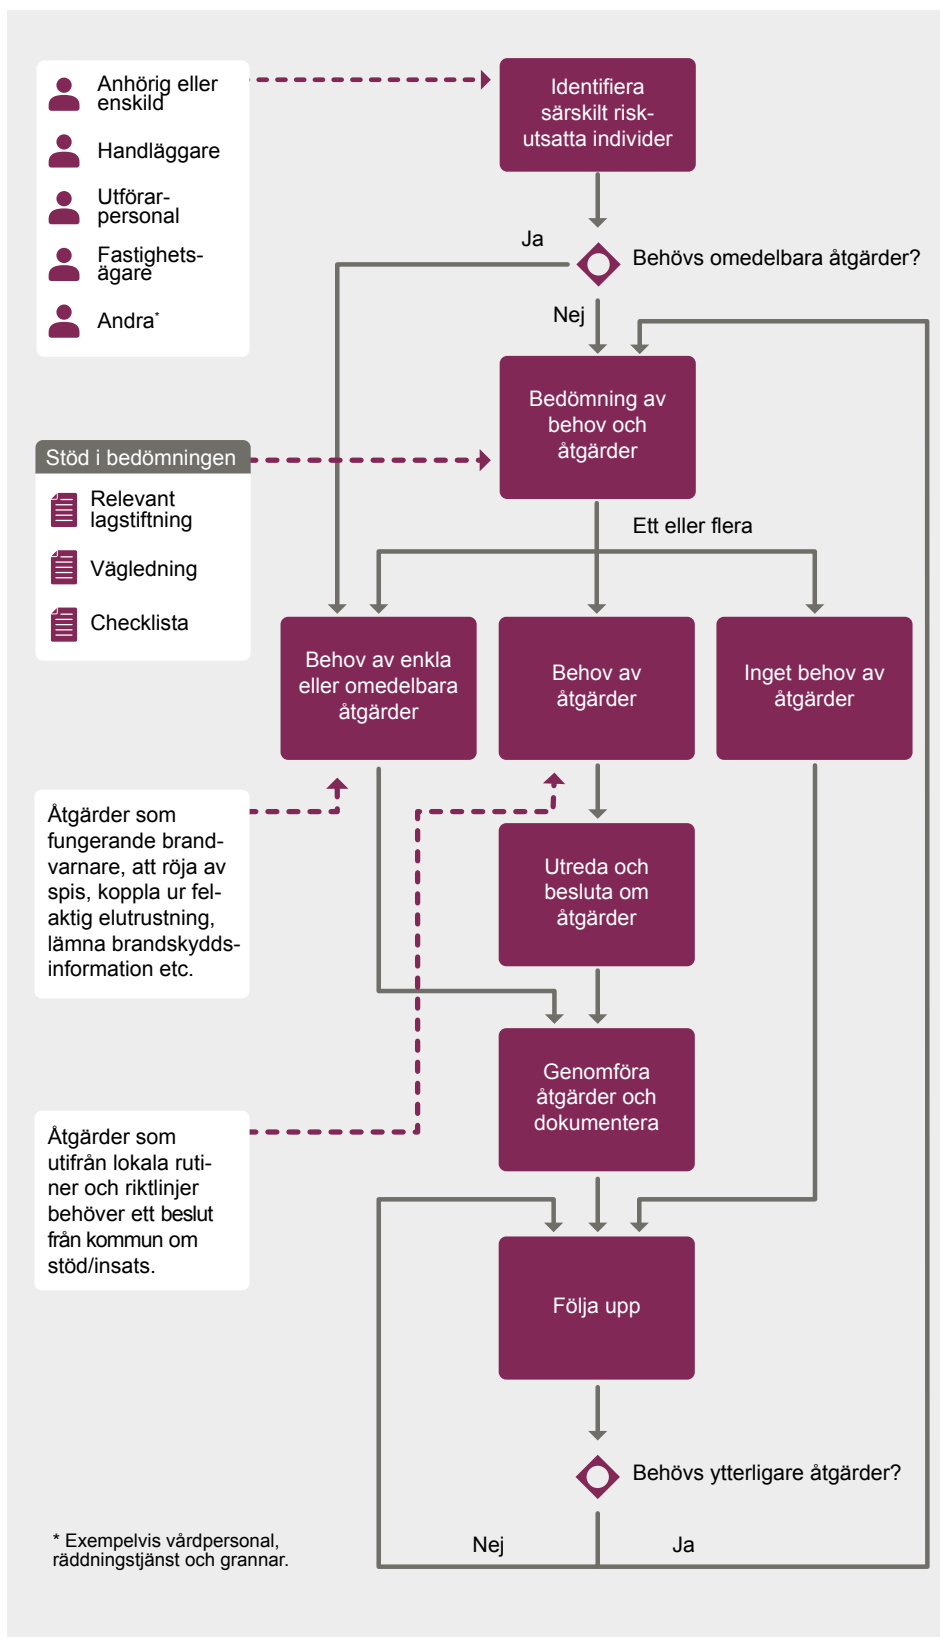 Anhörig eller
enskild
Handläggare
Utförar-
personal
Fastighets-
ägare
Andra*
Identifiera
särskilt risk-
utsatta individer
Ja
Behövs omedelbara åtgärder?
Nej
Bedömning av
behov och
åtgärder
Stöd i bedömningen
Relevant
lagstiftning
Vägledning
Checklista
Ett eller flera
Behov av enkla
eller omedelbara
åtgärder
Behov av
åtgärder
Inget behov av
åtgärder
Åtgärder som
fungerande brand-
varnare, att röja av
spis, koppla ur fel-
aktig elutrustning,
lämna brandskydds-
information etc.
Utreda och
besluta om
åtgärder
Genomföra
åtgärder och
dokumentera
Åtgärder som
utifrån lokala ruti-
ner och riktlinjer
behöver ett beslut
från kommun om
stöd/insats.
Följa upp
Behövs ytterligare åtgärder?
Nej
Ja
* Exempelvis vårdpersonal,
räddningstjänst och grannar.